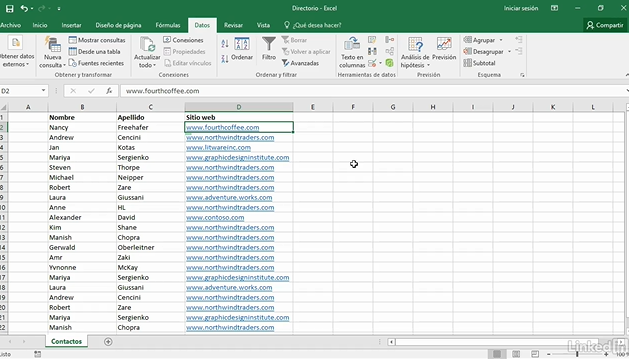 Directorio - Excel
Iniciar sesión
Archivo Inicio Insertar Diseño de página Fórmulas Datos Revisar Vista ¿Qué desea hacer? Compartir
Obtener datos externos
Nueva consulta
Mostrar consultas
Desde una tabla
Fuentes recientes
Actualizar todo
Conexiones
Propiedades
Editar vínculos
Ordenar
Filtro
Borrar
Volver a aplicar
Avanzadas
Texto en columnas
Análisis de hipótesis
Previsión
Agrupar
Desagrupar
Subtotal
Obtener y transformar
Conexiones
Ordenar y filtrar
Herramientas de datos
Previsión
Esquema
D2 fx www.fourthcoffee.com
A B C D E F G H I J K L
1 Nombre Apellido Sitio web
2 Nancy Freehafer www.fourthcoffee.com
3 Andrew Cencini www.northwindtraders.com
4 Jan Kotas www.litwareinc.com
5 Mariya Sergienko www.graphicdesigninstitute.com
6 Steven Thorpe www.northwindtraders.com
7 Michael Neipper www.northwindtraders.com
8 Robert Zare www.northwindtraders.com
9 Laura Giussani www.adventure.works.com
10 Anne HL www.northwindtraders.com
11 Alexander David www.contoso.com
12 Kim Shane www.northwindtraders.com
13 Manish Chopra www.northwindtraders.com
14 Gerwald Oberleitner www.northwindtraders.com
15 Amr Zaki www.northwindtraders.com
16 Yvnonne McKay www.northwindtraders.com
17 Mariya Sergienko www.graphicdesigninstitute.com
18 Laura Giussani www.adventure.works.com
19 Andrew Cencini www.northwindtraders.com
20 Robert Zare www.northwindtraders.com
21 Mariya Sergienko www.graphicdesigninstitute.com
22 Manish Chopra www.northwindtraders.com
Contactos
Linked in
Listo
100 %